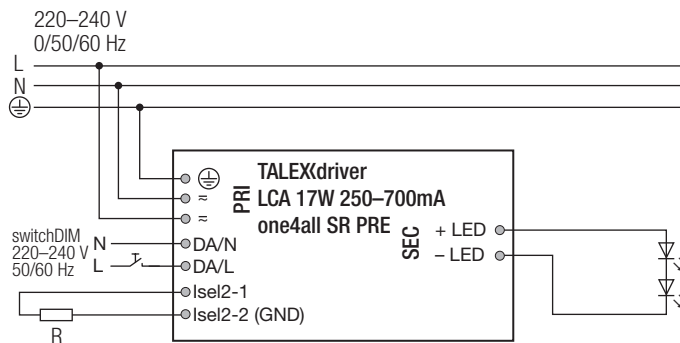 220–240 V
0/50/60 Hz
L
N
TALEXXdriver
LCA 17W 250–700mA
one4all SR PRE
PRI
≈
≈
SEC
+ LED
– LED
switchDIM
220–240 V
50/60 Hz
N
L
DA/N
DA/L
Isel2-1
Isel2-2 (GND)
R